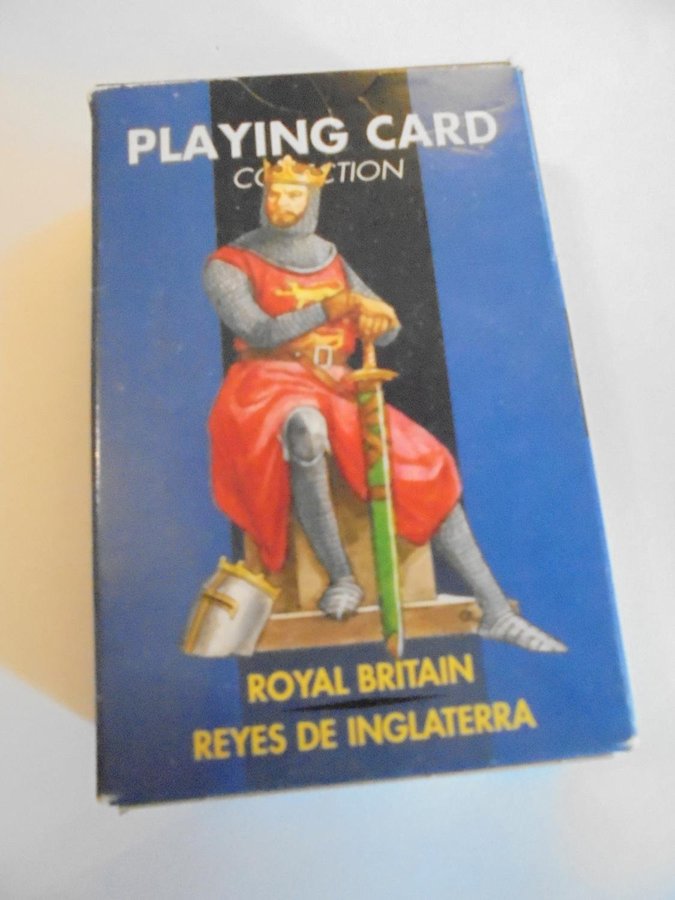 PLAYING CARD
COLLECTION
ROYAL BRITAIN
REYES DE INGLATERRA